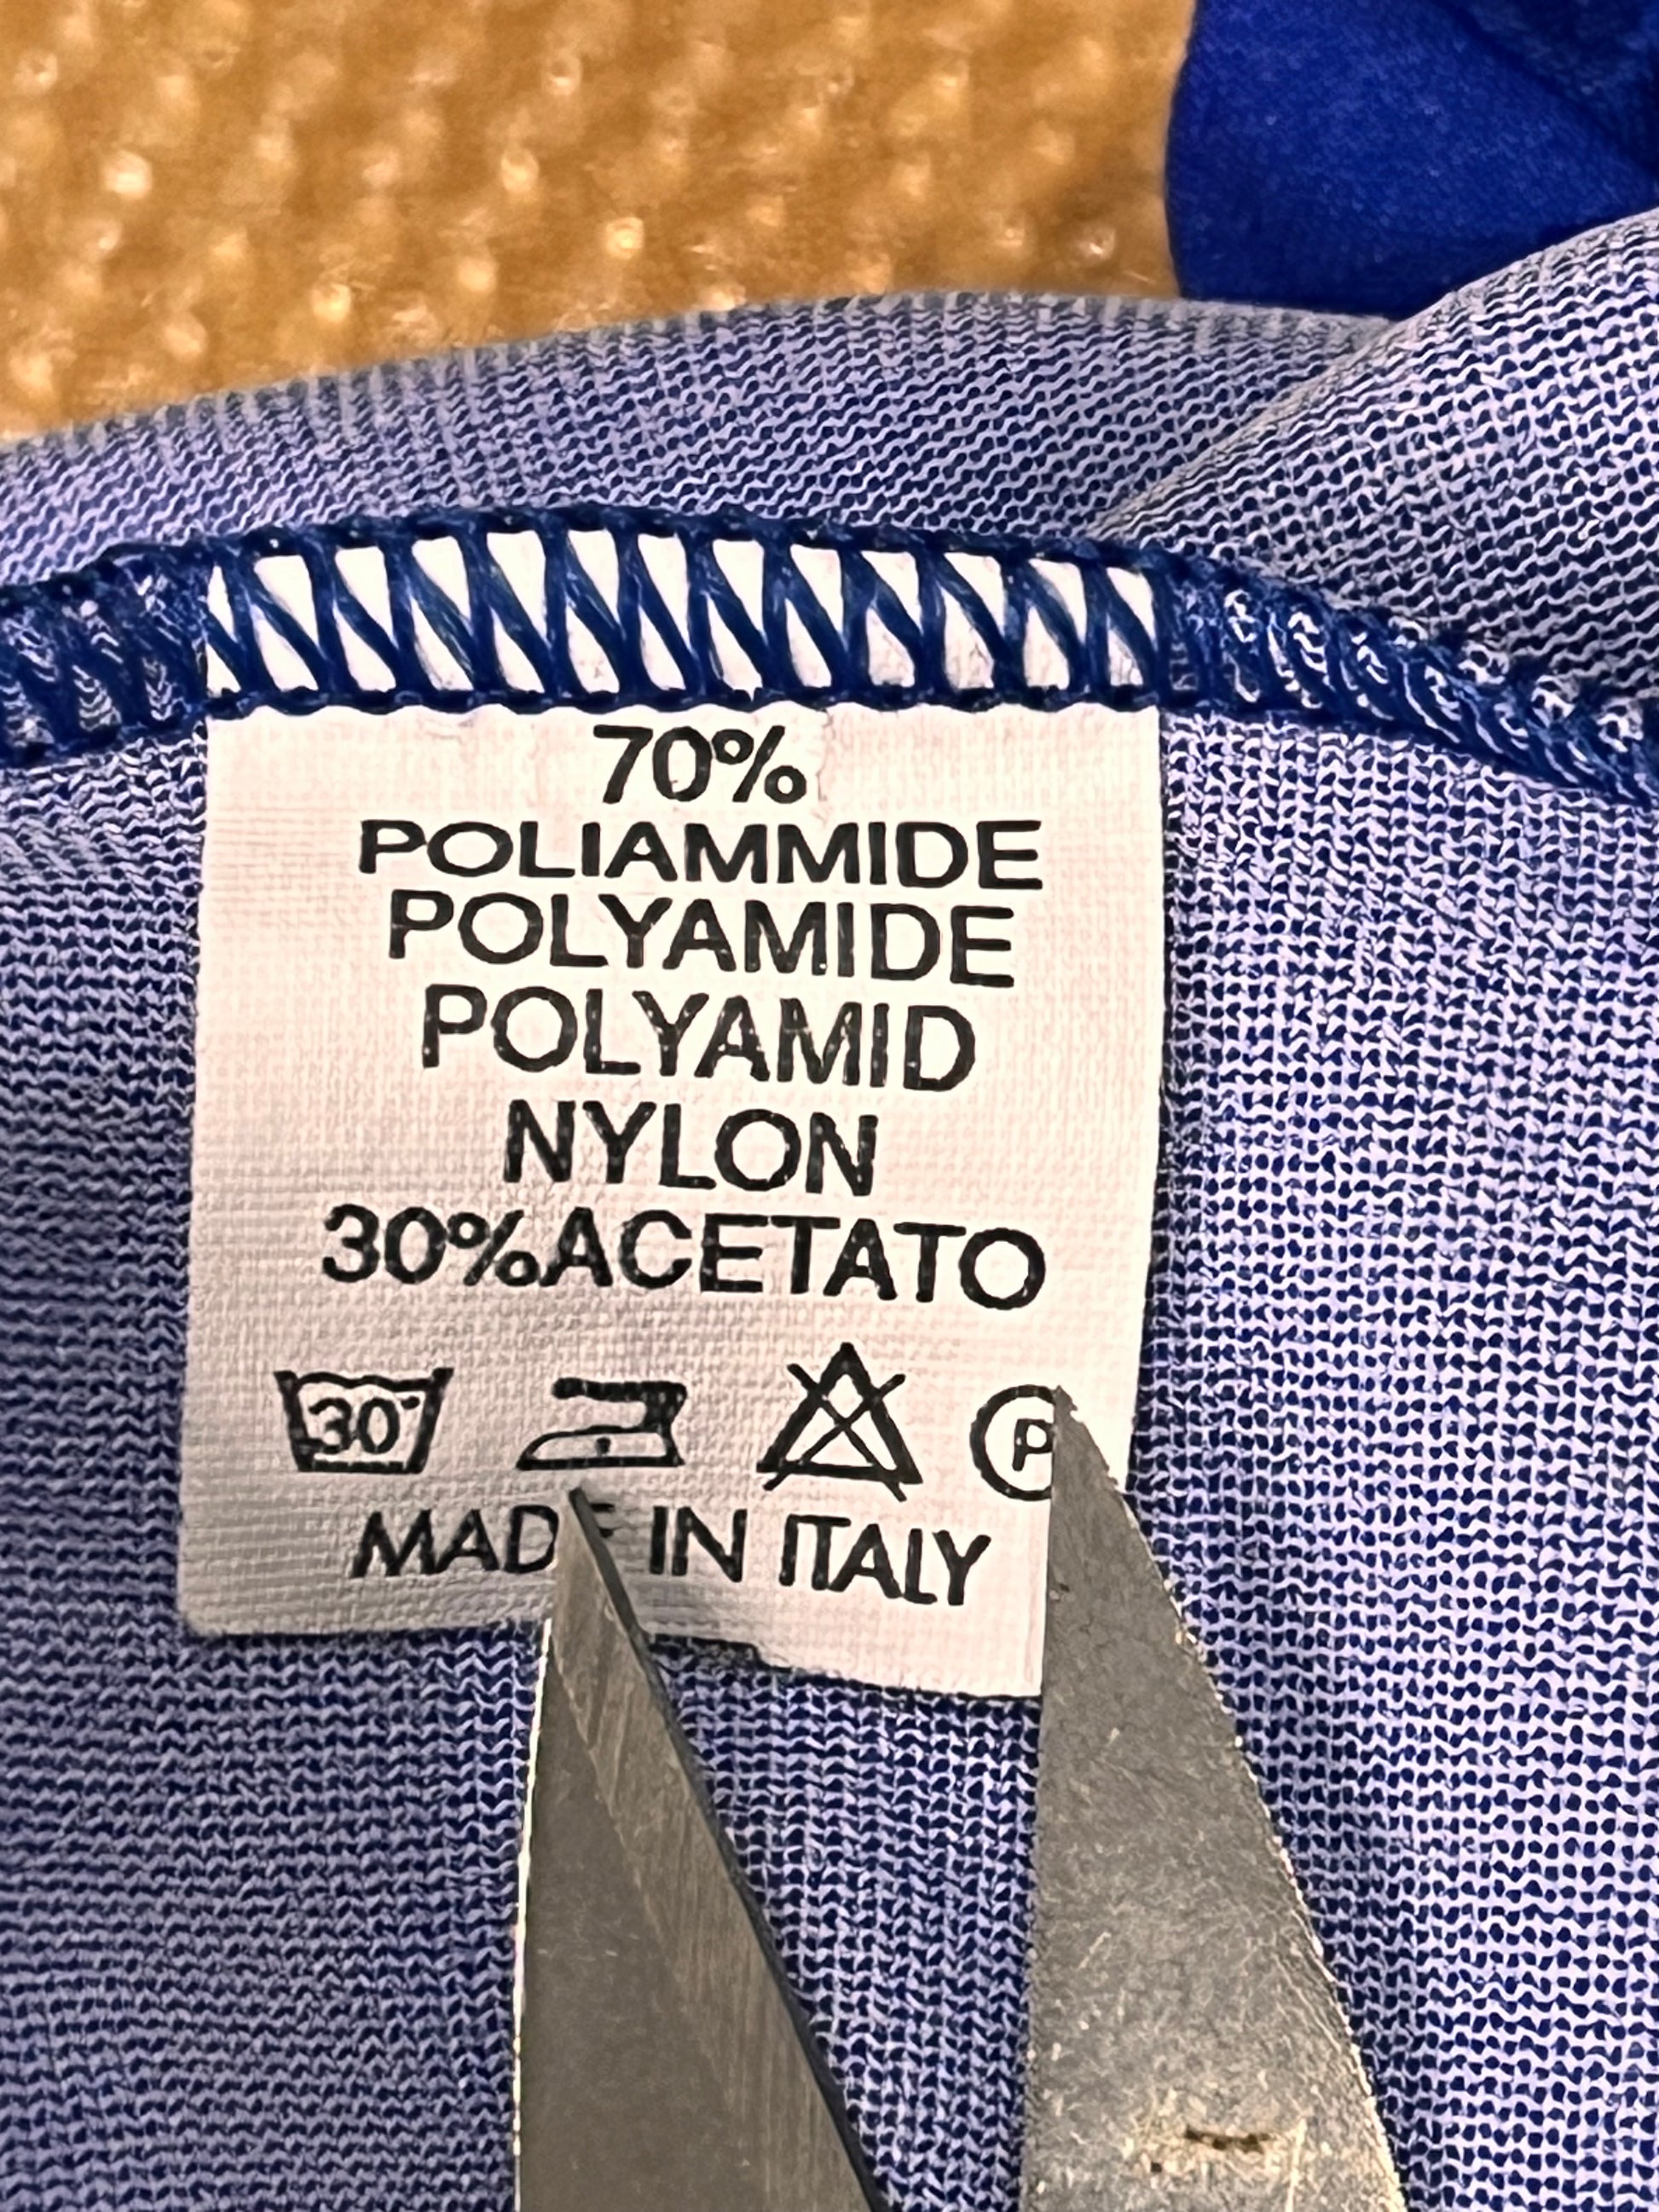 70%
POLIAMMIDE
POLYAMIDE
POLYAMID
NYLON
30%ACETATO
30°
P
MADE IN ITALY